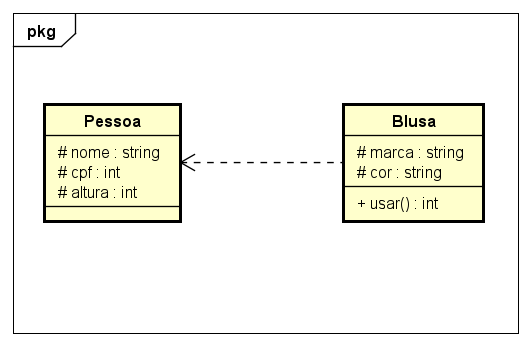 pkg
Pessoa
# nome : string
# cpf : int
# altura : int
Blusa
# marca : string
# cor : string
+ usar() : int